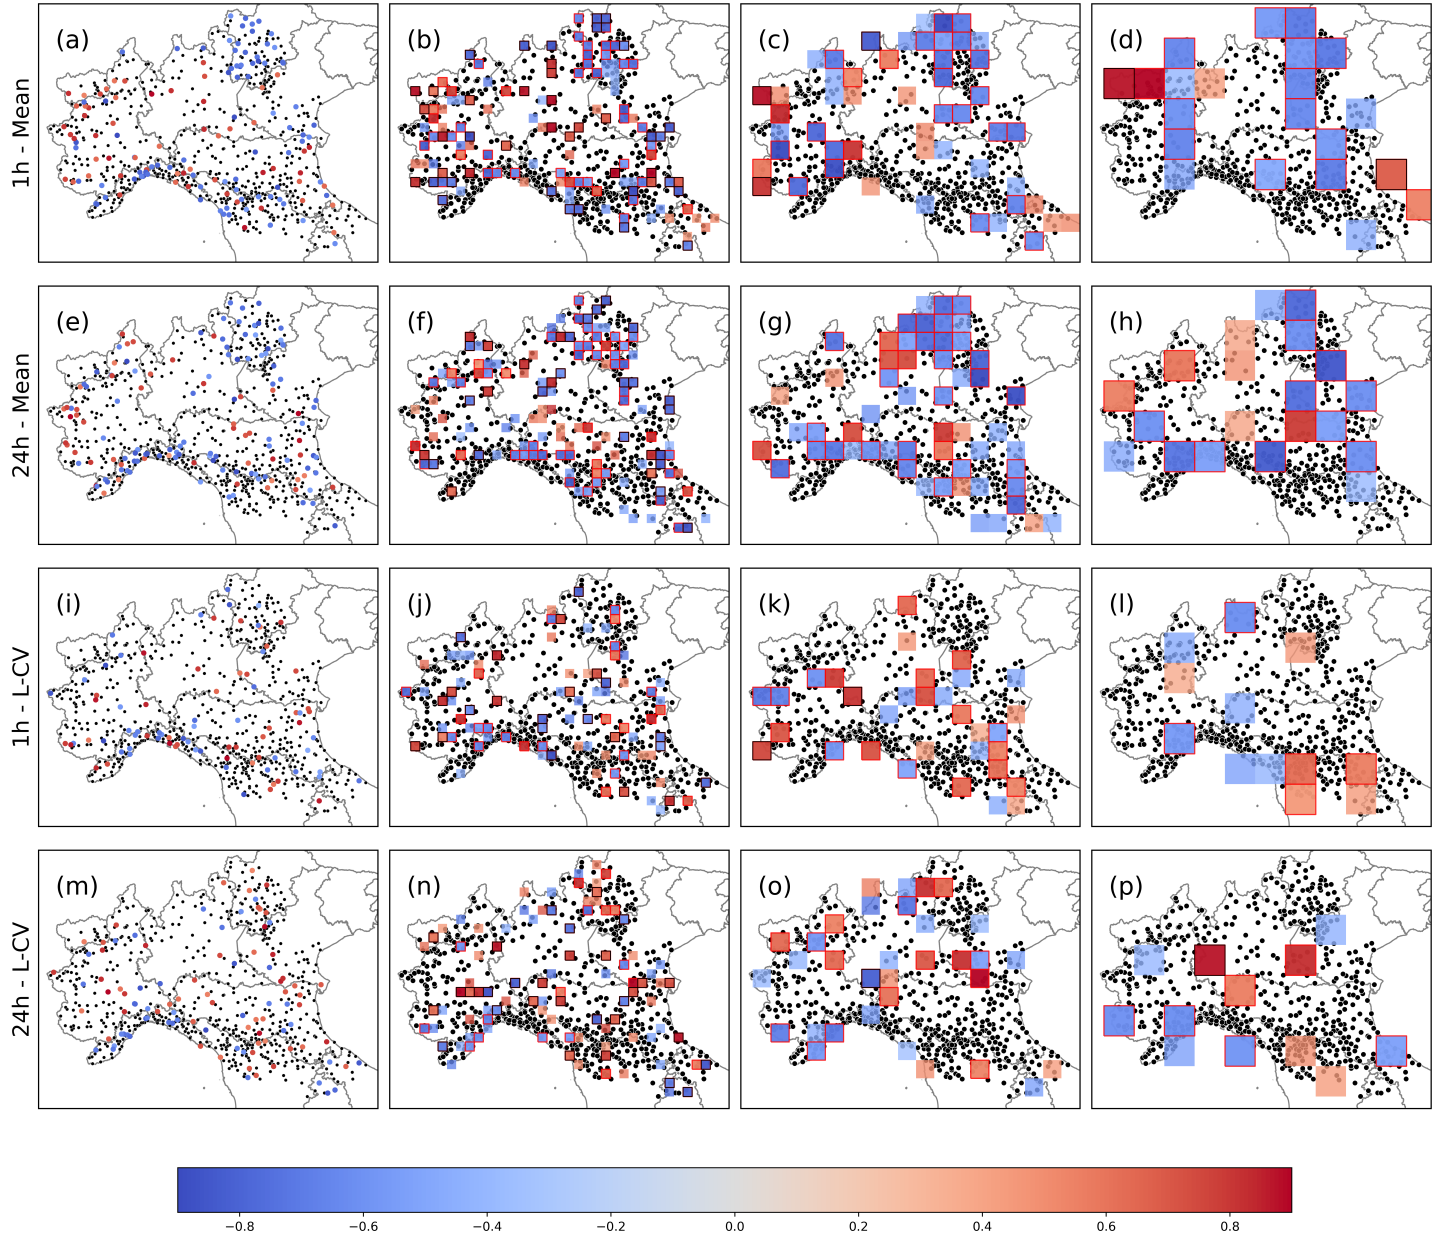 1h - Mean
(a)
(b)
(c)
(d)
24h - Mean
(e)
(f)
(g)
(h)
1h - L-CV
(i)
(j)
(k)
(l)
24h - L-CV
(m)
(n)
(o)
(p)
−0.8 −0.6 −0.4 −0.2 0.0 0.2 0.4 0.6 0.8